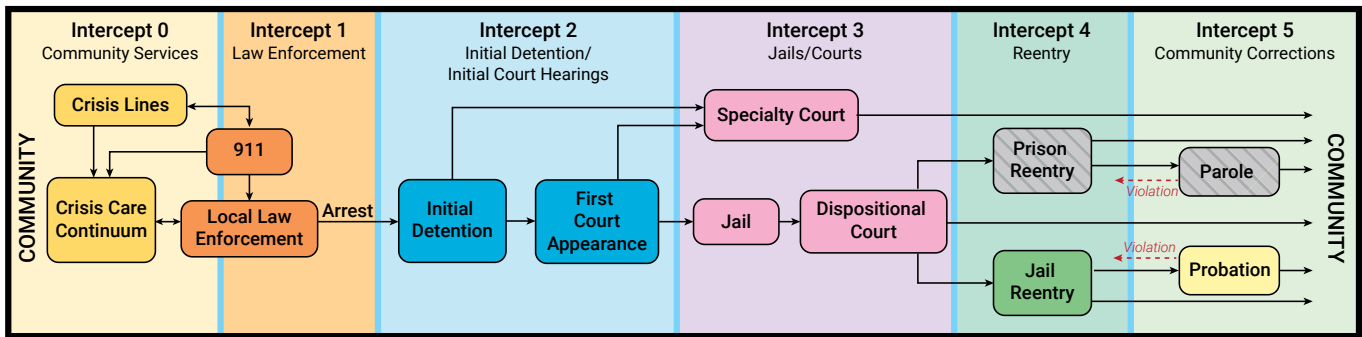 Intercept 0
Community Services
Intercept 1
Law Enforcement
Intercept 2
Initial Detention/
Initial Court Hearings
Intercept 3
Jails/Courts
Intercept 4
Reentry
Intercept 5
Community Corrections
COMMUNITY
Crisis Lines
911
Crisis Care
Continuum
Local Law
Enforcement
Arrest
Initial
Detention
First
Court
Appearance
Specialty Court
Jail
Dispositional
Court
Prison
Reentry
Violation
Parole
Jail
Reentry
Violation
Probation
COMMUNITY